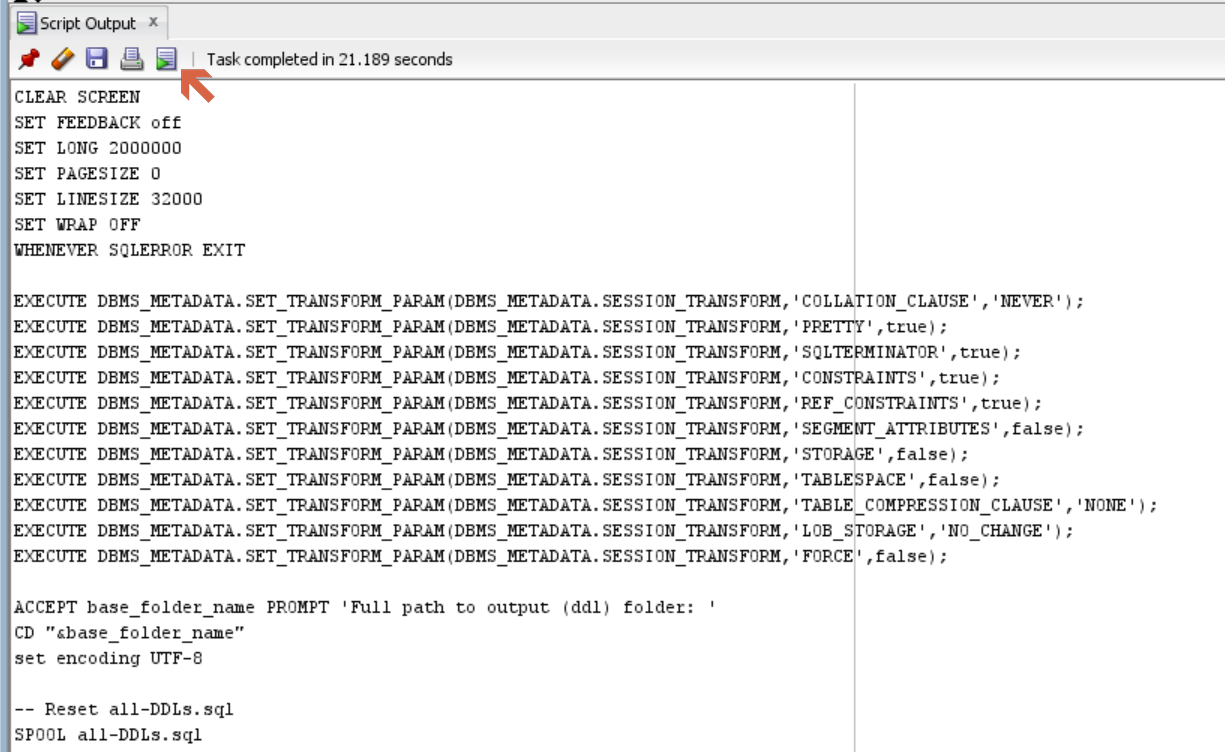 Script Output x
Task completed in 21.189 seconds
CLEAR SCREEN
SET FEEDBACK off
SET LONG 2000000
SET PAGESIZE 0
SET LINESIZE 32000
SET WRAP OFF
WHENEVER SQLERROR EXIT
EXECUTE DBMS_METADATA.SET_TRANSFORM_PARAM(DBMS_METADATA.SESSION_TRANSFORM,'COLLATION_CLAUSE','NEVER');
EXECUTE DBMS_METADATA.SET_TRANSFORM_PARAM(DBMS_METADATA.SESSION_TRANSFORM,'PRETTY',true);
EXECUTE DBMS_METADATA.SET_TRANSFORM_PARAM(DBMS_METADATA.SESSION_TRANSFORM,'SQLTERMINATOR',true);
EXECUTE DBMS_METADATA.SET_TRANSFORM_PARAM(DBMS_METADATA.SESSION_TRANSFORM,'CONSTRAINTS',true);
EXECUTE DBMS_METADATA.SET_TRANSFORM_PARAM(DBMS_METADATA.SESSION_TRANSFORM,'REF_CONSTRAINTS',true);
EXECUTE DBMS_METADATA.SET_TRANSFORM_PARAM(DBMS_METADATA.SESSION_TRANSFORM,'SEGMENT_ATTRIBUTES',false);
EXECUTE DBMS_METADATA.SET_TRANSFORM_PARAM(DBMS_METADATA.SESSION_TRANSFORM,'STORAGE',false);
EXECUTE DBMS_METADATA.SET_TRANSFORM_PARAM(DBMS_METADATA.SESSION_TRANSFORM,'TABLESPACE',false);
EXECUTE DBMS_METADATA.SET_TRANSFORM_PARAM(DBMS_METADATA.SESSION_TRANSFORM,'TABLE_COMPRESSION_CLAUSE','NONE');
EXECUTE DBMS_METADATA.SET_TRANSFORM_PARAM(DBMS_METADATA.SESSION_TRANSFORM,'LOB_STORAGE','NO_CHANGE');
EXECUTE DBMS_METADATA.SET_TRANSFORM_PARAM(DBMS_METADATA.SESSION_TRANSFORM,'FORCE',false);
ACCEPT base_folder_name PROMPT 'Full path to output (ddl) folder: '
CD "&base_folder_name"
set encoding UTF-8
-- Reset all-DDLs.sql
SPOOL all-DDLs.sql